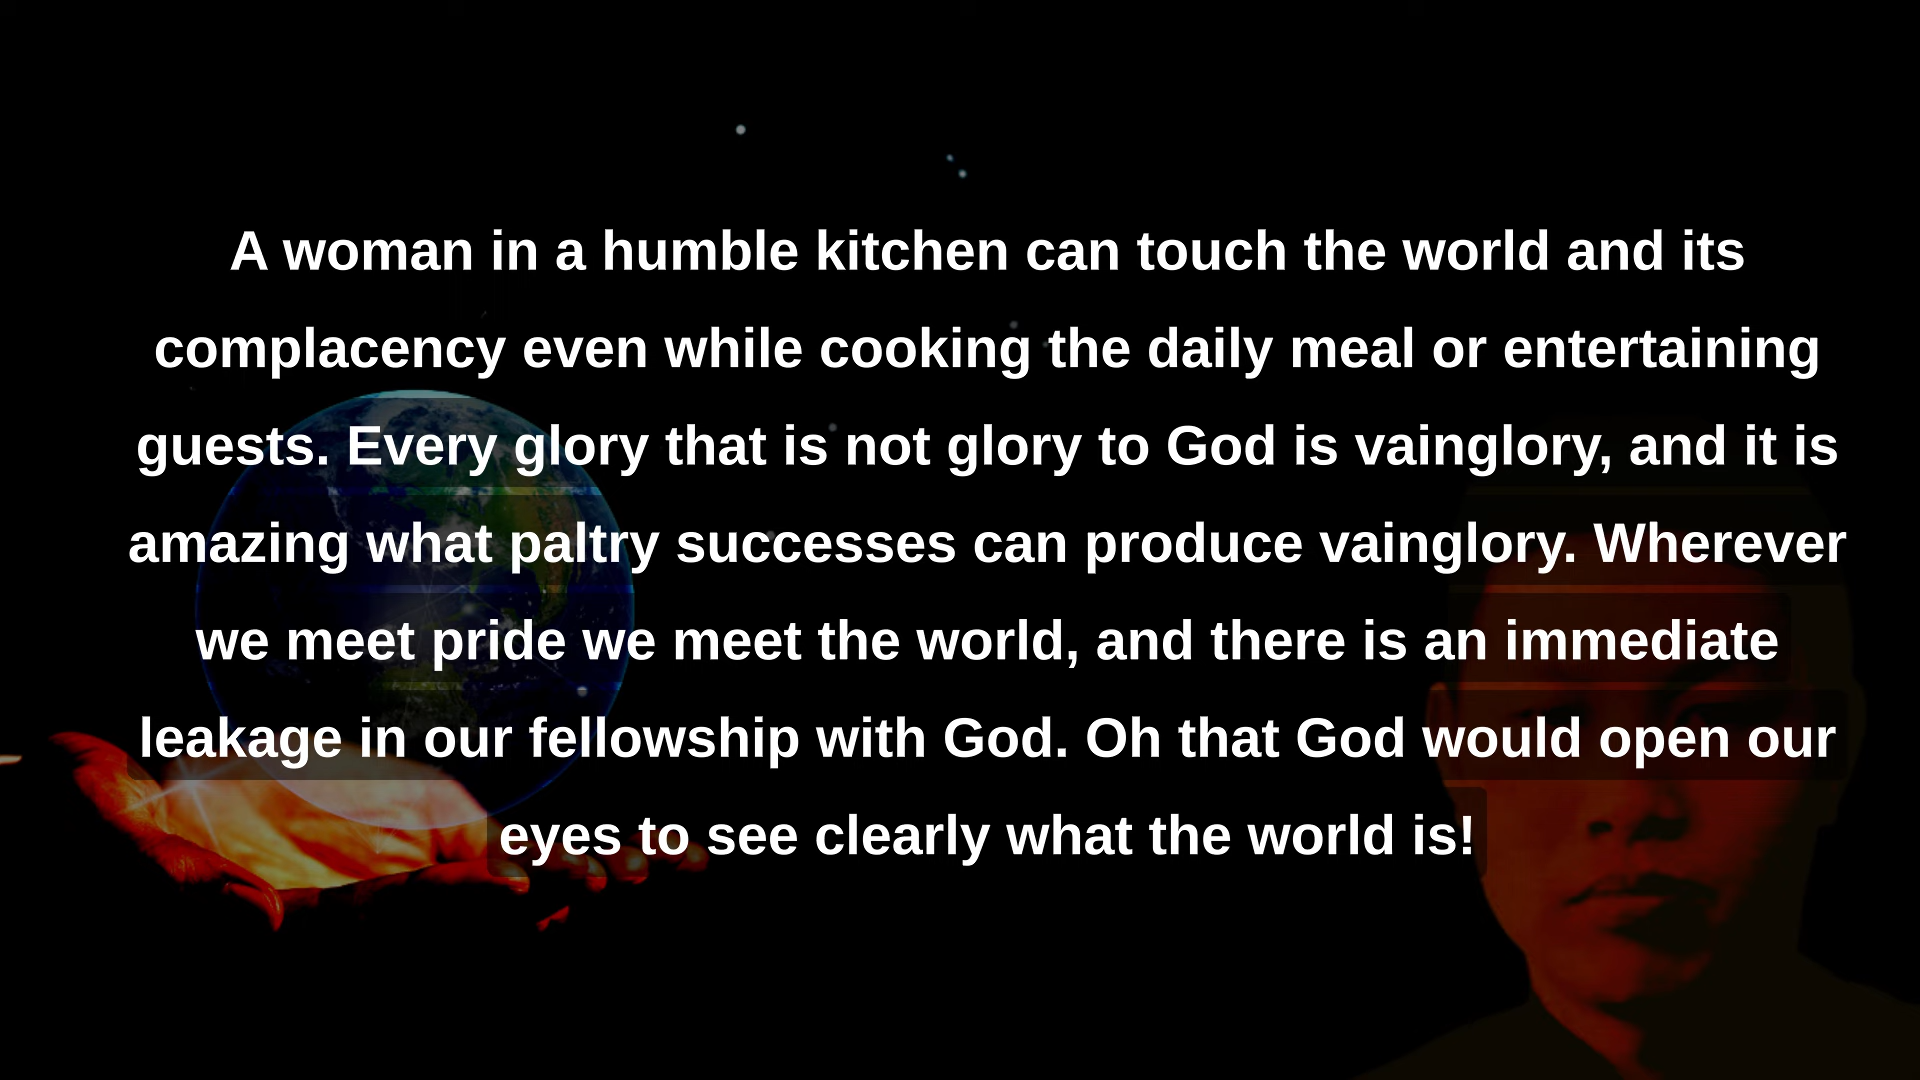 A woman in a humble kitchen can touch the world and its
complacency even while cooking the daily meal or entertaining
guests. Every glory that is not glory to God is vainglory, and it is
amazing what paltry successes can produce vainglory. Wherever
we meet pride we meet the world, and there is an immediate
leakage in our fellowship with God. Oh that God would open our
eyes to see clearly what the world is!